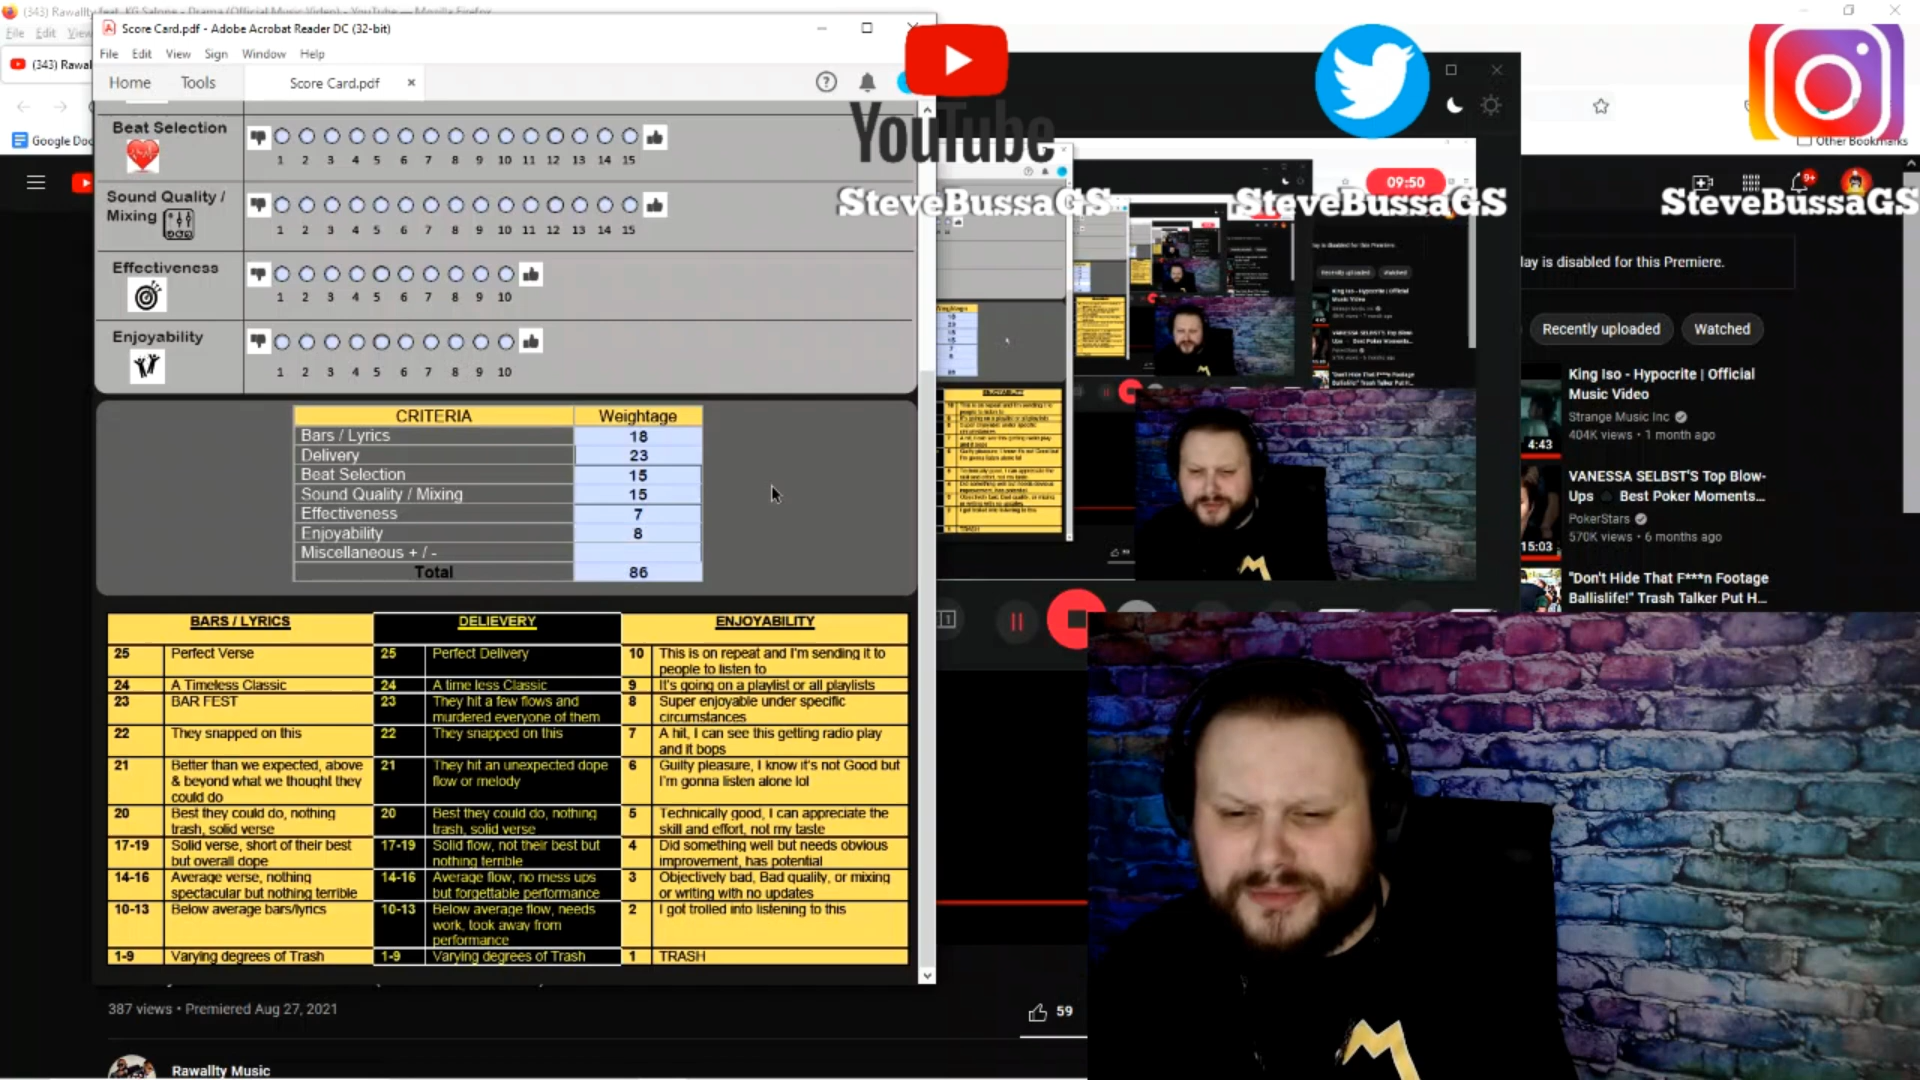 (343) Rawallty feat. KG Salone - Drama (Official Music Video) - YouTube — Mozilla Firefox
File Edit View
Score Card.pdf - Adobe Acrobat Reader DC (32-bit)
File Edit View Sign Window Help
(343) Rawal
Home Tools Score Card.pdf
Google Doc
Other Bookmarks
YouTube
SteveBussaGS SteveBussaGS SteveBussaGS
09:50
9+
Beat Selection
1 2 3 4 5 6 7 8 9 10 11 12 13 14 15
Sound Quality /
Mixing
1 2 3 4 5 6 7 8 9 10 11 12 13 14 15
Effectiveness
1 2 3 4 5 6 7 8 9 10
Enjoyability
1 2 3 4 5 6 7 8 9 10
lay is disabled for this Premiere.
Recently uploaded Watched
King Iso - Hypocrite | Official
Music Video
Strange Music Inc
404K views • 1 month ago
4:43
VANESSA SELBST'S Top Blow-
Ups Best Poker Moments...
PokerStars
570K views • 6 months ago
15:03
"Don't Hide That F***n Footage
Ballislife!" Trash Talker Put H...
CRITERIA Weightage
Bars / Lyrics 18
Delivery 23
Beat Selection 15
Sound Quality / Mixing 15
Effectiveness 7
Enjoyability 8
Miscellaneous + / -
Total 86
BARS / LYRICS DELIEVERY ENJOYABILITY
25 Perfect Verse 25 Perfect Delivery 10 This is on repeat and I'm sending it to
people to listen to
24 A Timeless Classic 24 A time less Classic 9 It's going on a playlist or all playlists
23 BAR FEST 23 They hit a few flows and 8 Super enjoyable under specific
murdered everyone of them circumstances
22 They snapped on this 22 They snapped on this 7 A hit, I can see this getting radio play
and it bops
21 Better than we expected, above 21 They hit an unexpected dope 6 Guilty pleasure, I know it's not Good but
& beyond what we thought they flow or melody I'm gonna listen alone lol
could do
20 Best they could do, nothing 20 Best they could do, nothing 5 Technically good, I can appreciate the
trash, solid verse trash, solid verse skill and effort, not my taste
17-19 Solid verse, short of their best 17-19 Solid flow, not their best but 4 Did something well but needs obvious
but overall dope nothing terrible improvement, has potential
14-16 Average verse, nothing 14-16 Average flow, no mess ups 3 Objectively bad, Bad quality, or mixing
spectacular but nothing terrible but forgettable performance or writing with no updates
10-13 Below average bars/lyrics 10-13 Below average flow, needs 2 I got trolled into listening to this
work, took away from
performance
1-9 Varying degrees of Trash 1-9 Varying degrees of Trash 1 TRASH
387 views • Premiered Aug 27, 2021
59
Rawallty Music